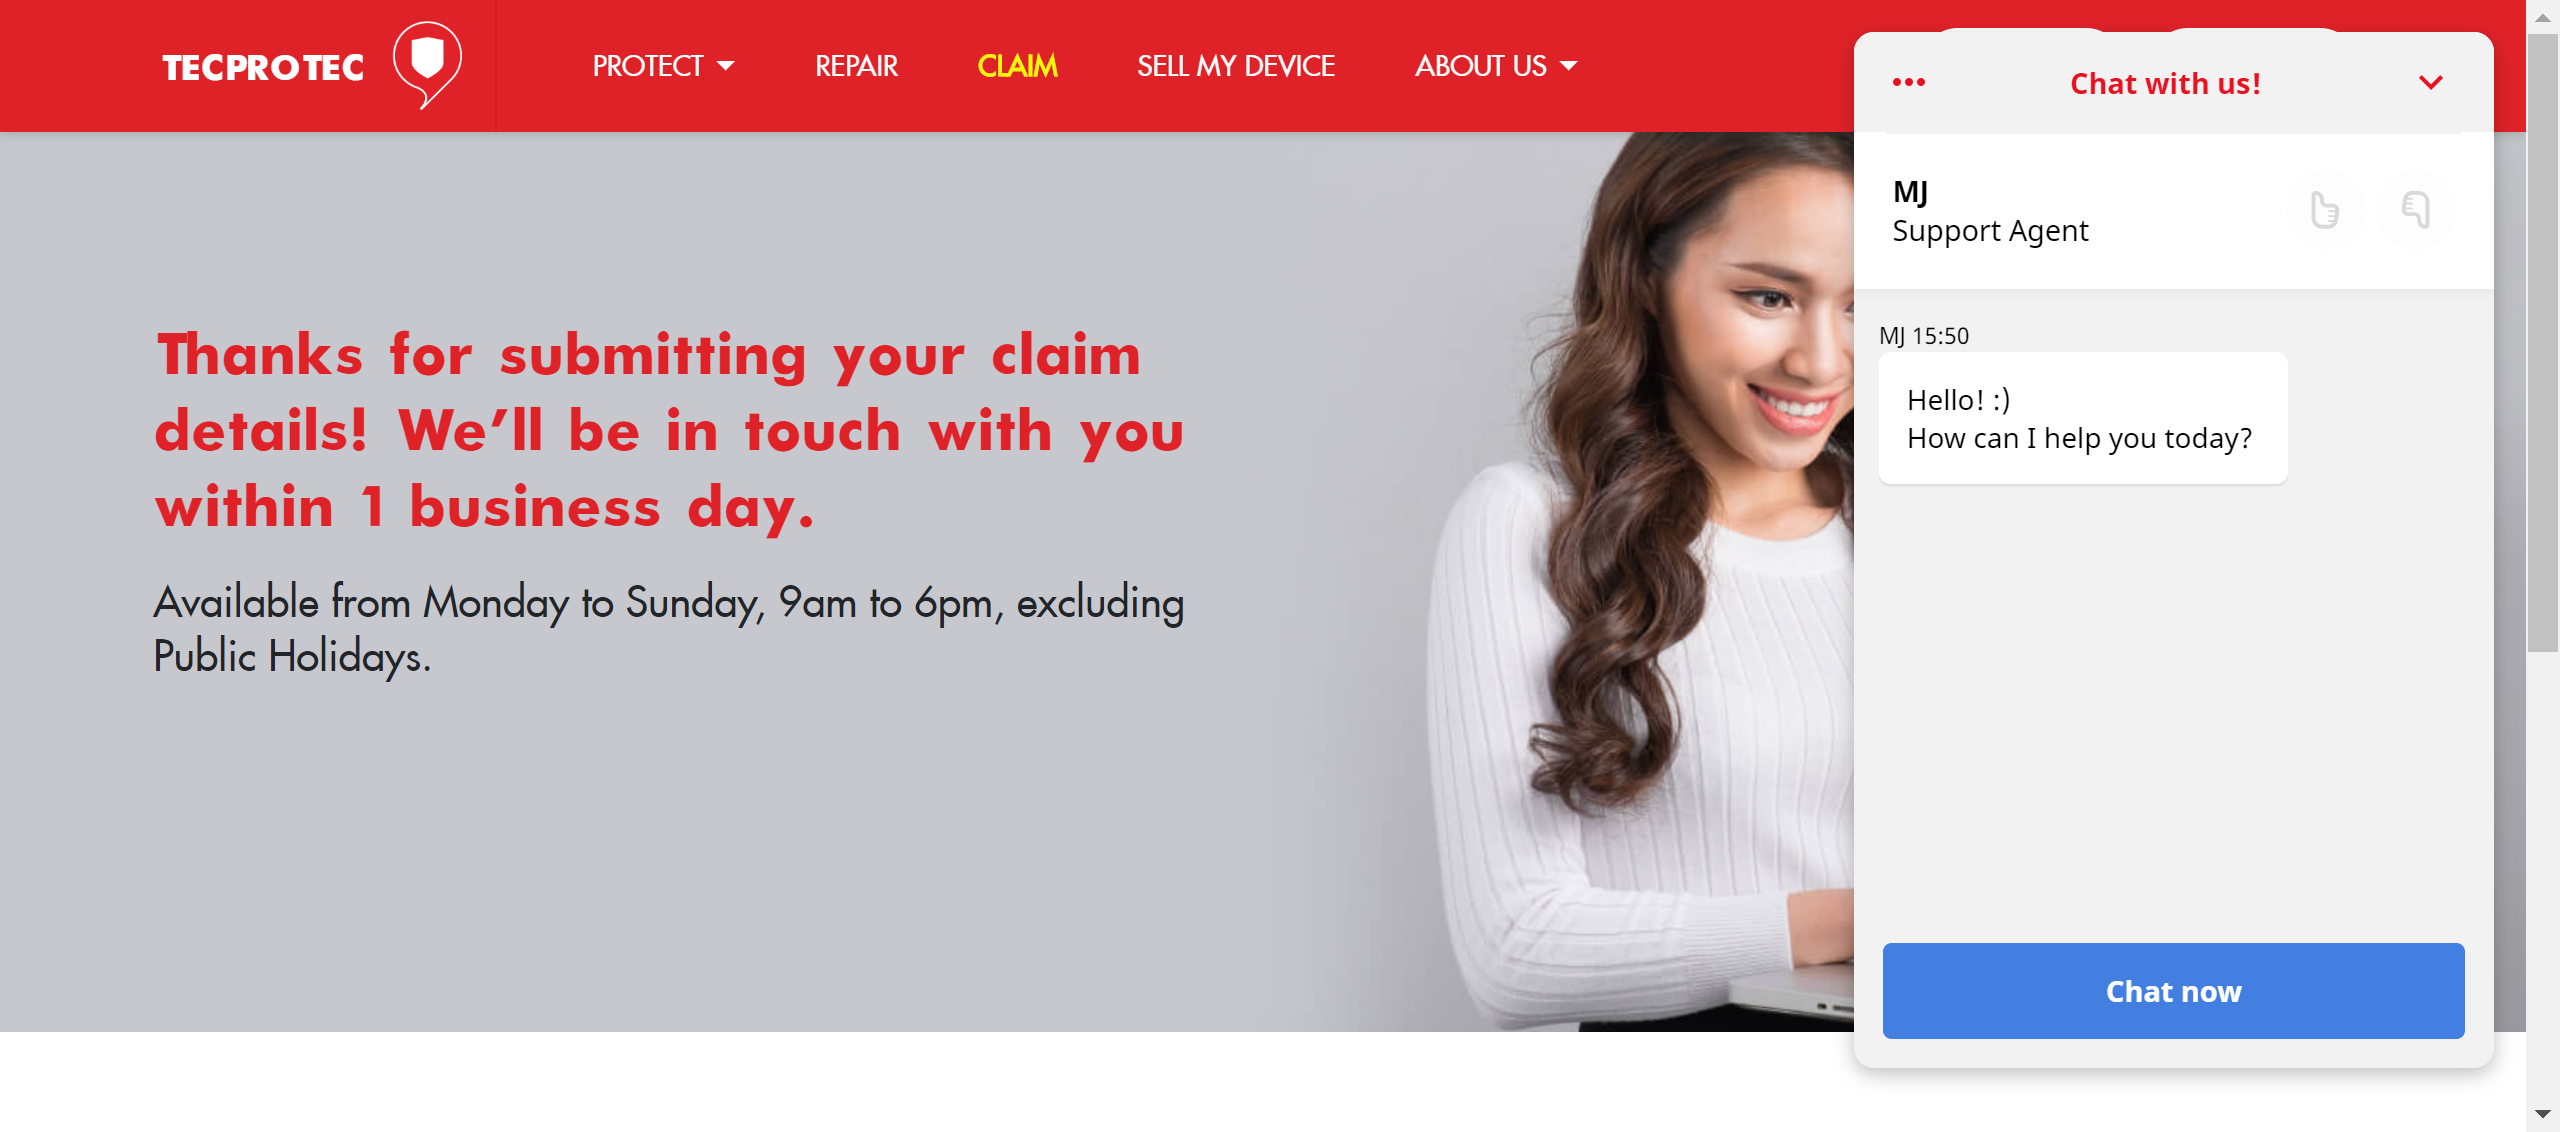 TECPROTEC
PROTECT
REPAIR
CLAIM
SELL MY DEVICE
ABOUT US
Thanks for submitting your claim
details! We’ll be in touch with you
within 1 business day.
Available from Monday to Sunday, 9am to 6pm, excluding
Public Holidays.
Chat with us!
MJ
Support Agent
MJ 15:50
Hello! :)
How can I help you today?
Chat now